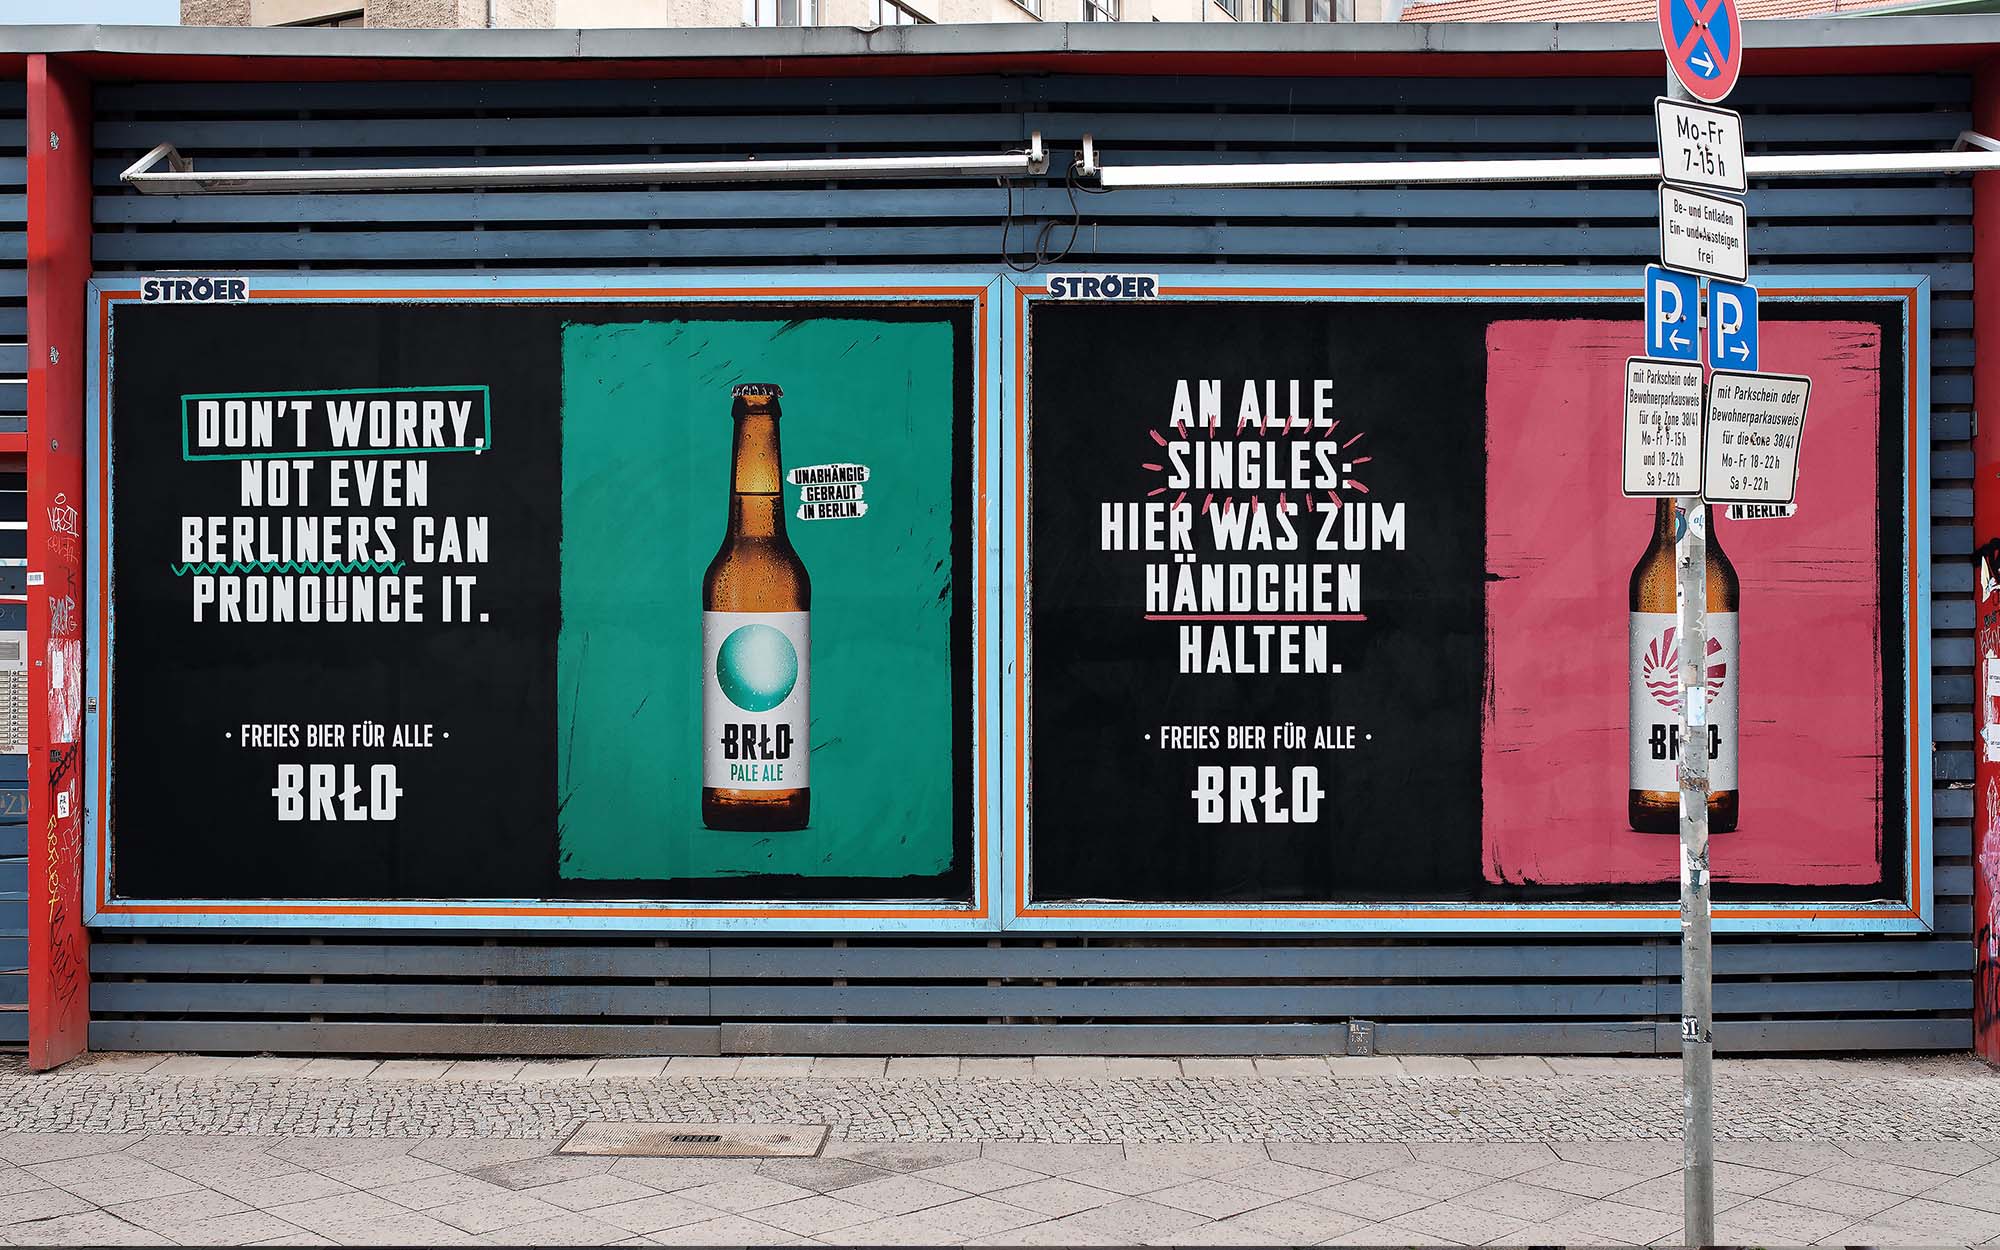 STRÖER
DON'T WORRY,
NOT EVEN
BERLINERS CAN
PRONOUNCE IT.
· FREIES BIER FÜR ALLE ·
BRŁO
UNABHÄNGIG
GEBRAUT
IN BERLIN.
BRŁO
PALE ALE
STRÖER
AN ALLE
SINGLES:
HIER WAS ZUM
HÄNDCHEN
HALTEN.
· FREIES BIER FÜR ALLE ·
BRŁO
IN BERLIN.
Mo-Fr
7-15 h
Be- und Entladen
Ein- und Aussteigen
frei
P
P
mit Parkschein oder
Bewohnerparkausweis
für die Zone 38/41
Mo-Fr 9-15h
und 18-22h
Sa 9-22h
mit Parkschein oder
Bewohnerparkausweis
für die Zone 38/41
Mo-Fr 18-22h
Sa 9-22h